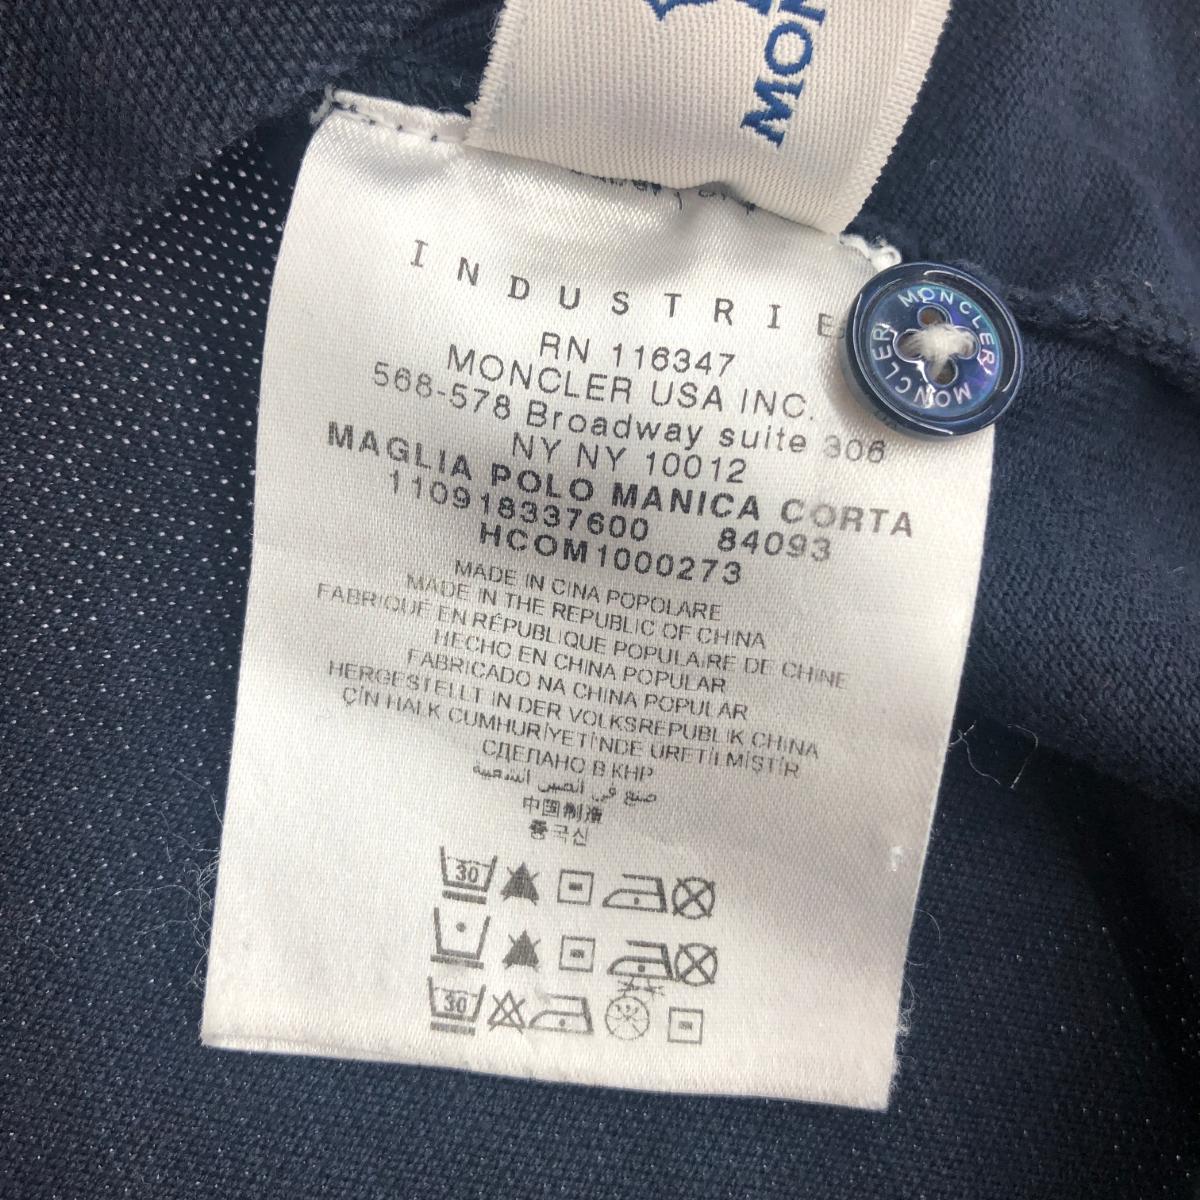 MON
INDUSTRIE
RN 116347
MONCLER USA INC.
568-578 Broadway suite 306
NY NY 10012
MAGLIA POLO MANICA CORTA
110918337600 84093
HCOM1000273
MADE IN CINA POPOLARE
MADE IN THE REPUBLIC OF CHINA
FABRIQUÉ EN RÉPUBLIQUE POPULAIRE DE CHINE
HECHO EN CHINA POPULAR
FABRICADO NA CHINA POPULAR
HERGESTELLT IN DER VOLKSREPUBLIK CHINA
ÇİN HALK CUMHURİYETİ'NDE ÜRETİLMİŞTİR
СДЕЛАНО В КНР
صنع في الصين الشعبية
中国制造
중국산
30
30
MONCLER
MONCLER
MON